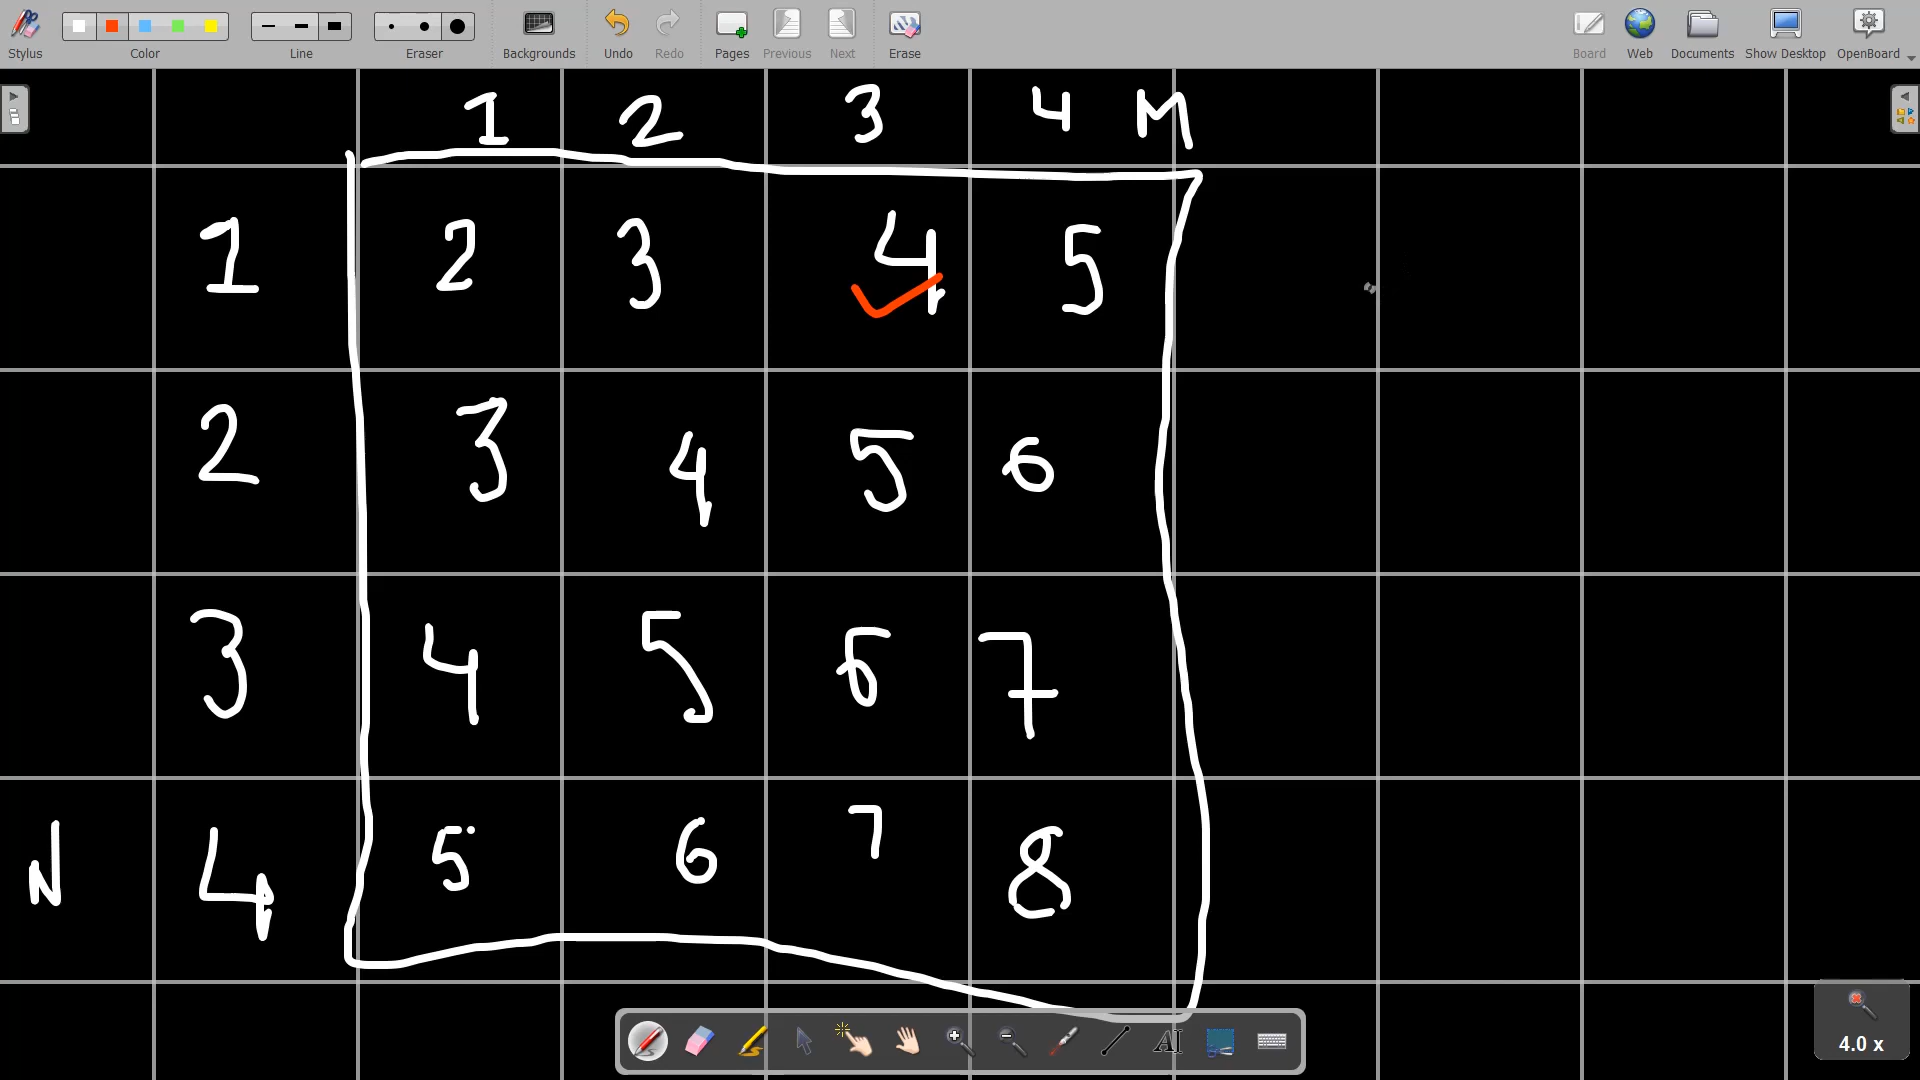 Stylus Color Line Eraser Backgrounds Undo Redo Pages Previous Next Erase Board Web Documents Show Desktop OpenBoard
1 2 3 4 M
1 2 3 4 5
2 3 4 5 6
3 4 5 6 7
N 4 5 6 7 8
4.0 x